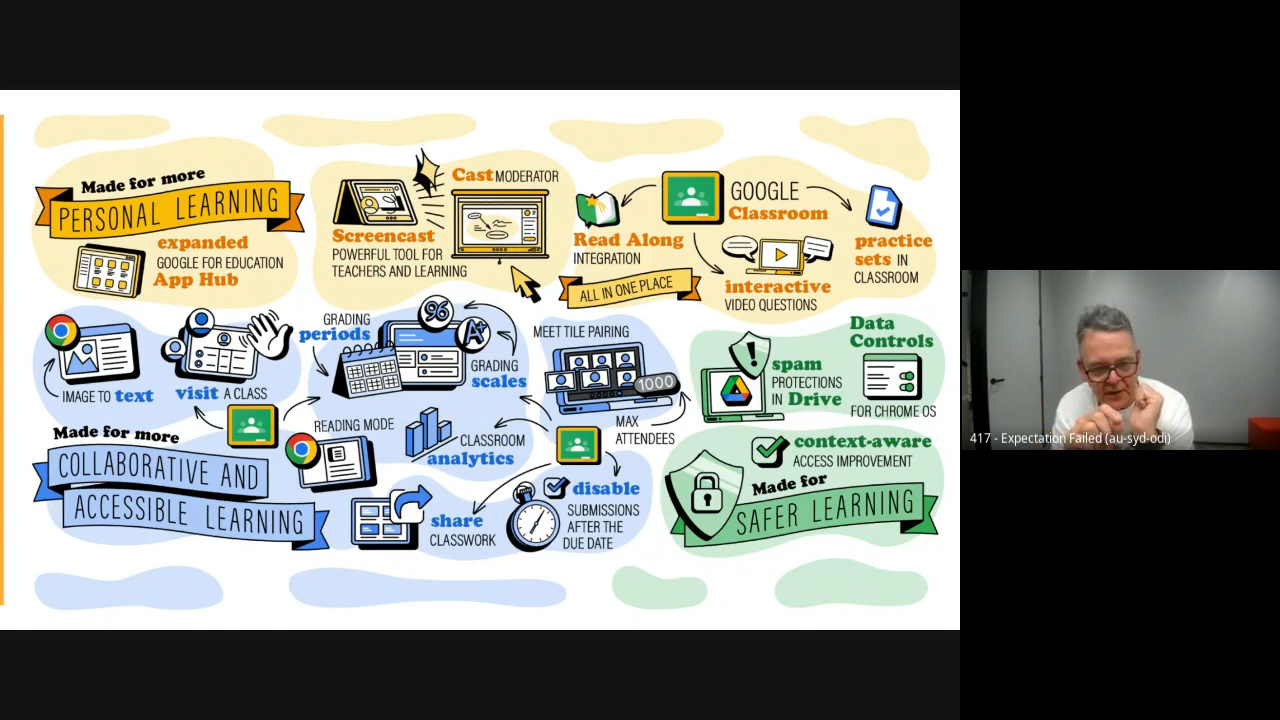 Made for more
PERSONAL LEARNING
expanded
GOOGLE FOR EDUCATION
App Hub
Screencast
POWERFUL TOOL FOR
TEACHERS AND LEARNING
Cast MODERATOR
GOOGLE
Classroom
Read Along
INTEGRATION
ALL IN ONE PLACE
interactive
VIDEO QUESTIONS
practice
sets IN
CLASSROOM
IMAGE TO text
visit A CLASS
GRADING
periods
96
A+
GRADING
scales
MEET TILE PAIRING
1000
MAX
ATTENDEES
READING MODE
CLASSROOM
analytics
Made for more
COLLABORATIVE AND
ACCESSIBLE LEARNING
share
CLASSWORK
disable
SUBMISSIONS
AFTER THE
DUE DATE
spam
PROTECTIONS
IN Drive
Data
Controls
FOR CHROME OS
context-aware
ACCESS IMPROVEMENT
Made for
SAFER LEARNING
417 - Expectation Failed (au-syd-odi)